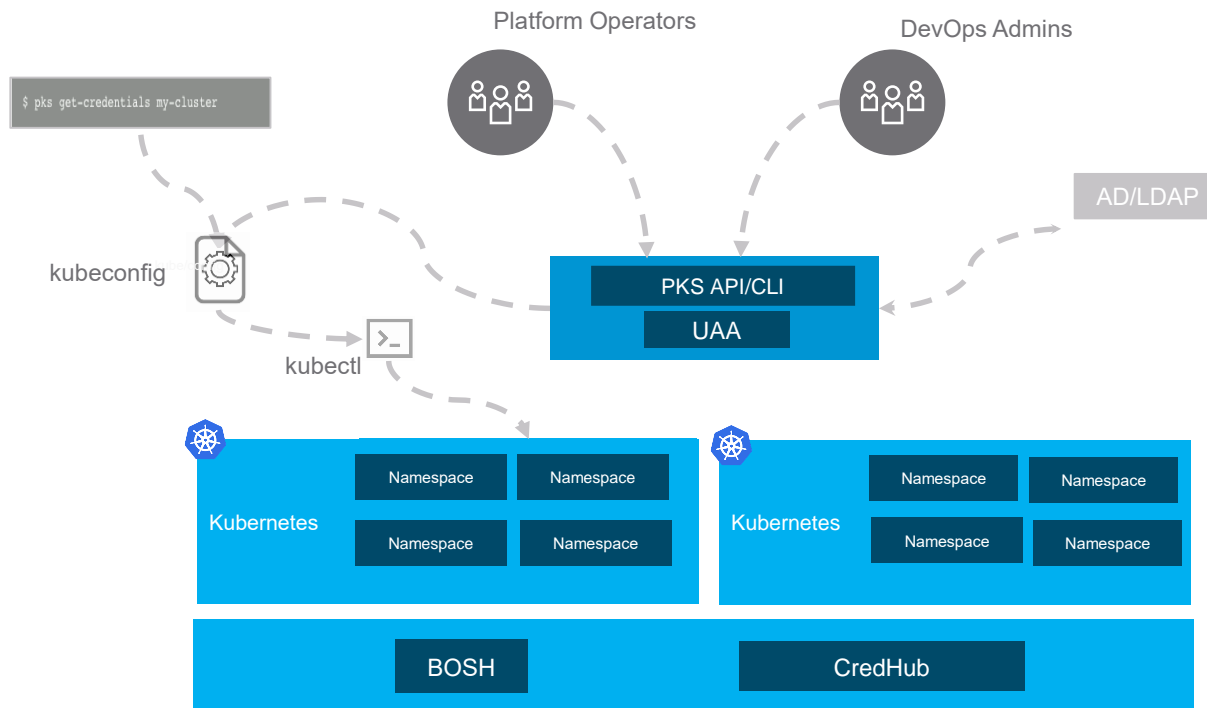 Platform Operators
DevOps Admins
$ pks get-credentials my-cluster
AD/LDAP
kubeconfig
PKS API/CLI
UAA
kubectl
Kubernetes
Namespace
Namespace
Namespace
Namespace
Kubernetes
Namespace
Namespace
Namespace
Namespace
BOSH
CredHub